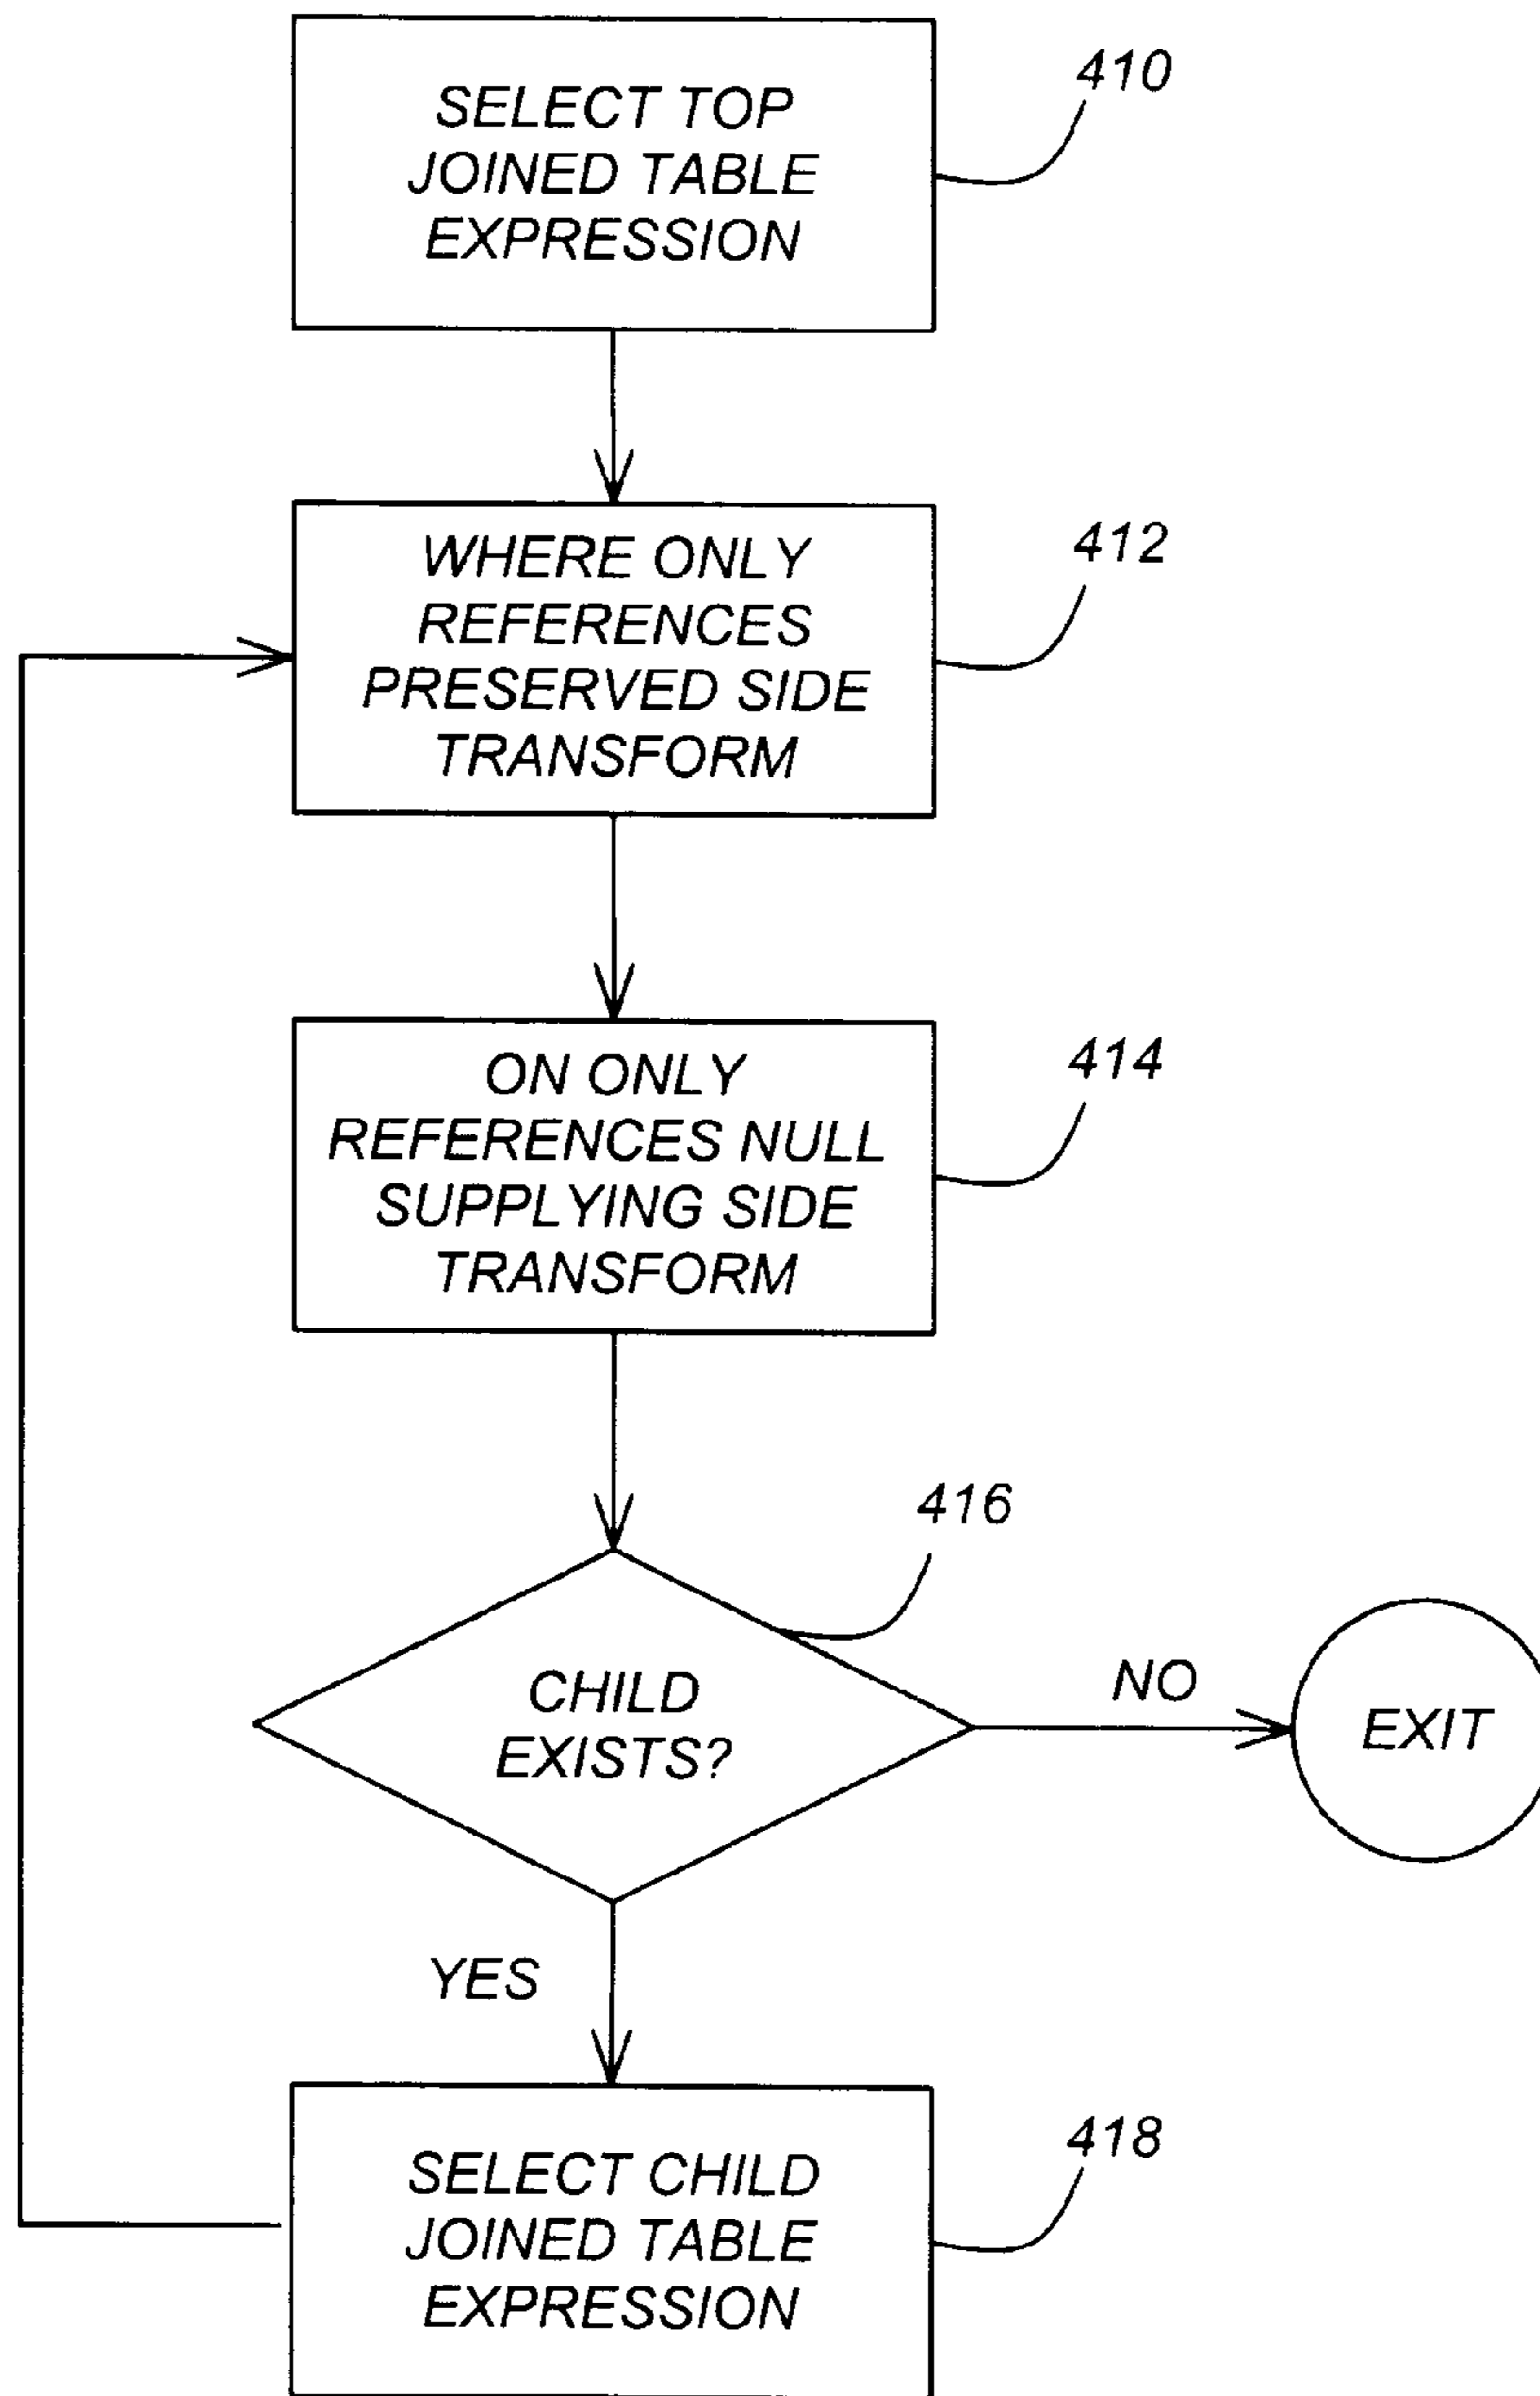 SELECT TOP
JOINED TABLE
EXPRESSION
410
WHERE ONLY
REFERENCES
PRESERVED SIDE
TRANSFORM
412
ON ONLY
REFERENCES NULL
SUPPLYING SIDE
TRANSFORM
414
416
CHILD
EXISTS?
NO
EXIT
YES
SELECT CHILD
JOINED TABLE
EXPRESSION
418